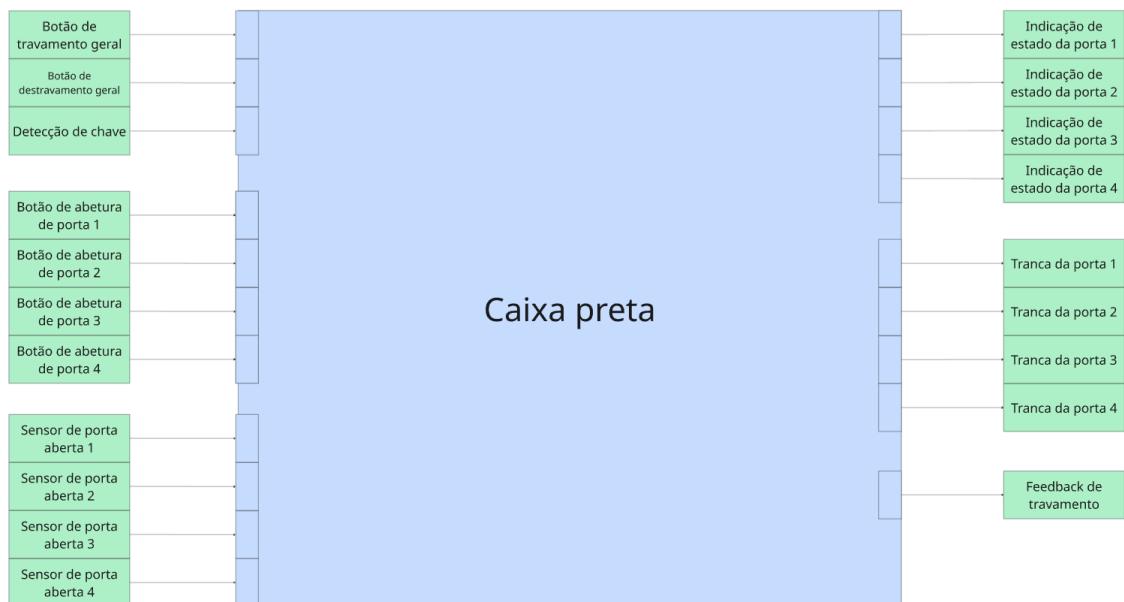 Botão de
travamento geral
Botão de
destravamento geral
Detecção de chave
Botão de abetura
de porta 1
Botão de abetura
de porta 2
Botão de abetura
de porta 3
Botão de abetura
de porta 4
Sensor de porta
aberta 1
Sensor de porta
aberta 2
Sensor de porta
aberta 3
Sensor de porta
aberta 4
Caixa preta
Indicação de
estado da porta 1
Indicação de
estado da porta 2
Indicação de
estado da porta 3
Indicação de
estado da porta 4
Tranca da porta 1
Tranca da porta 2
Tranca da porta 3
Tranca da porta 4
Feedback de
travamento